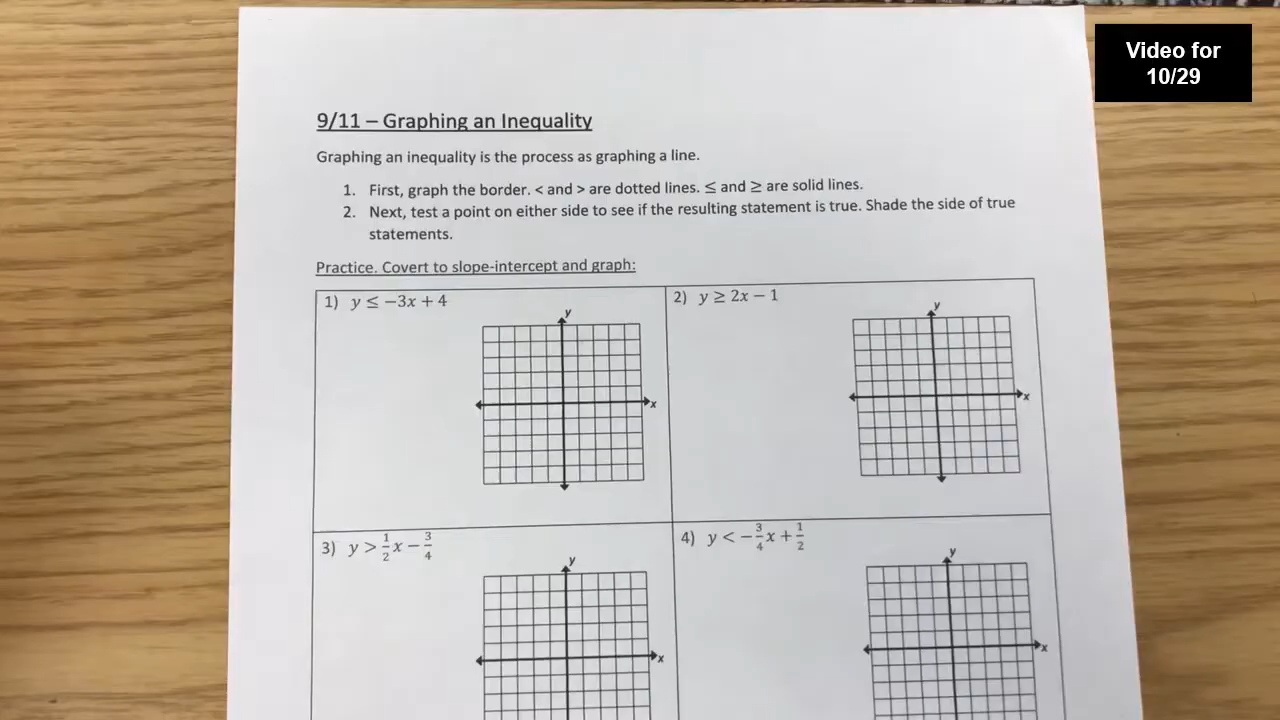 Video for
10/29
9/11 – Graphing an Inequality
Graphing an inequality is the process as graphing a line.
1. First, graph the border. < and > are dotted lines. ≤ and ≥ are solid lines.
2. Next, test a point on either side to see if the resulting statement is true. Shade the side of true
statements.
Practice. Covert to slope-intercept and graph:
1) y ≤ −3x + 4
y
x
2) y ≥ 2x − 1
y
x
3) y > 1/2 x − 3/4
y
x
4) y < −3/4 x + 1/2
y
x